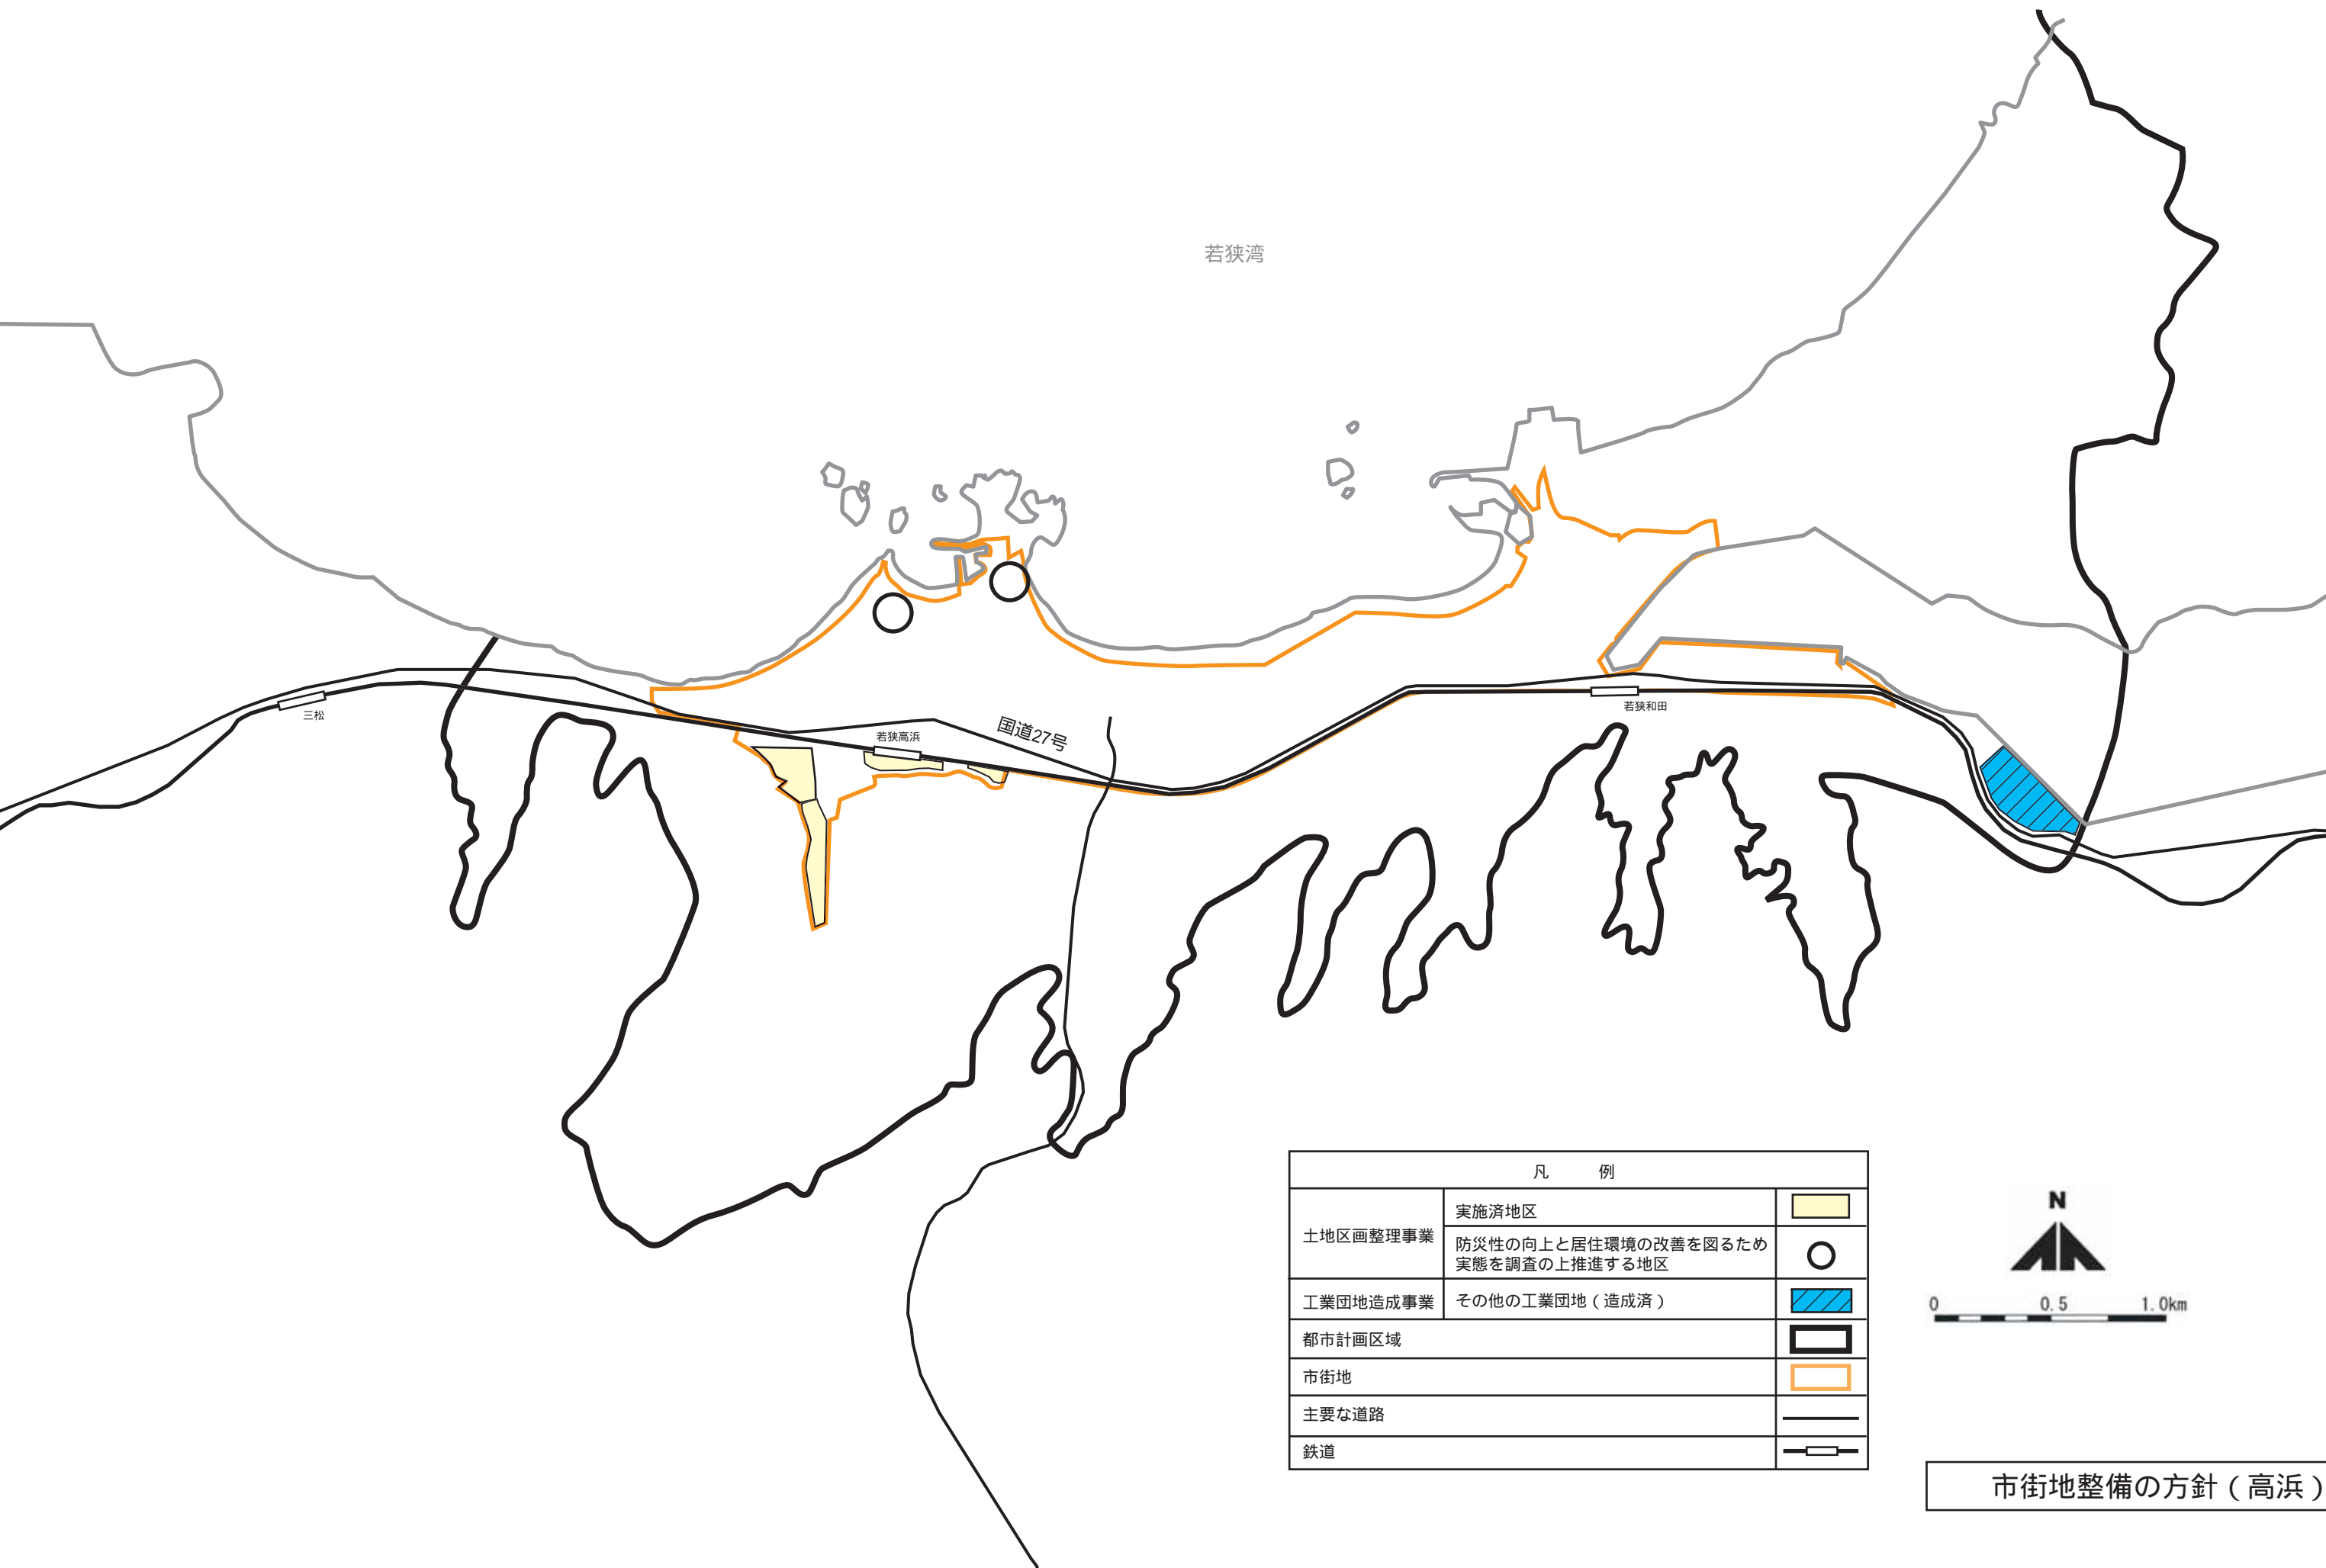 若狭湾
三松
若狭高浜
国道27号
若狭和田
凡　例
土地区画整理事業
実施済地区
防災性の向上と居住環境の改善を図るため
実態を調査の上推進する地区
工業団地造成事業
その他の工業団地（造成済）
都市計画区域
市街地
主要な道路
鉄道
N
0 0.5 1.0km
市街地整備の方針（高浜）